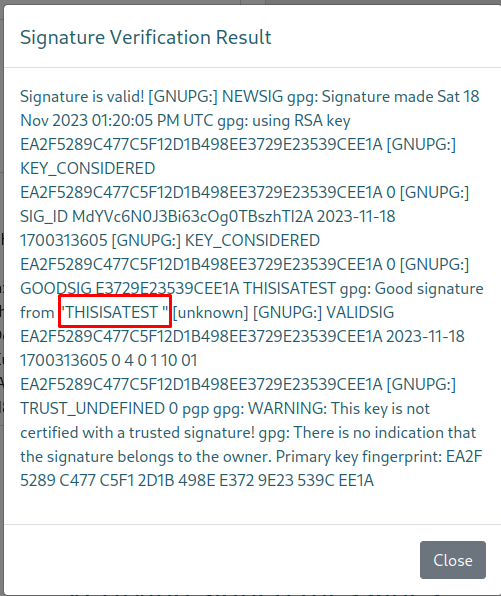 Signature Verification Result
Signature is valid! [GNUPG:] NEWSIG gpg: Signature made Sat 18
Nov 2023 01:20:05 PM UTC gpg: using RSA key
EA2F5289C477C5F12D1B498EE3729E23539CEE1A [GNUPG:]
KEY_CONSIDERED
EA2F5289C477C5F12D1B498EE3729E23539CEE1A 0 [GNUPG:]
SIG_ID MdYVc6N0J3Bi63cOg0TBszhTI2A 2023-11-18
1700313605 [GNUPG:] KEY_CONSIDERED
EA2F5289C477C5F12D1B498EE3729E23539CEE1A 0 [GNUPG:]
GOODSIG E3729E23539CEE1A THISISATEST gpg: Good signature
from "THISISATEST " [unknown] [GNUPG:] VALIDSIG
EA2F5289C477C5F12D1B498EE3729E23539CEE1A 2023-11-18
1700313605 0 4 0 1 10 01
EA2F5289C477C5F12D1B498EE3729E23539CEE1A [GNUPG:]
TRUST_UNDEFINED 0 pgp gpg: WARNING: This key is not
certified with a trusted signature! gpg: There is no indication that
the signature belongs to the owner. Primary key fingerprint: EA2F
5289 C477 C5F1 2D1B 498E E372 9E23 539C EE1A
Close